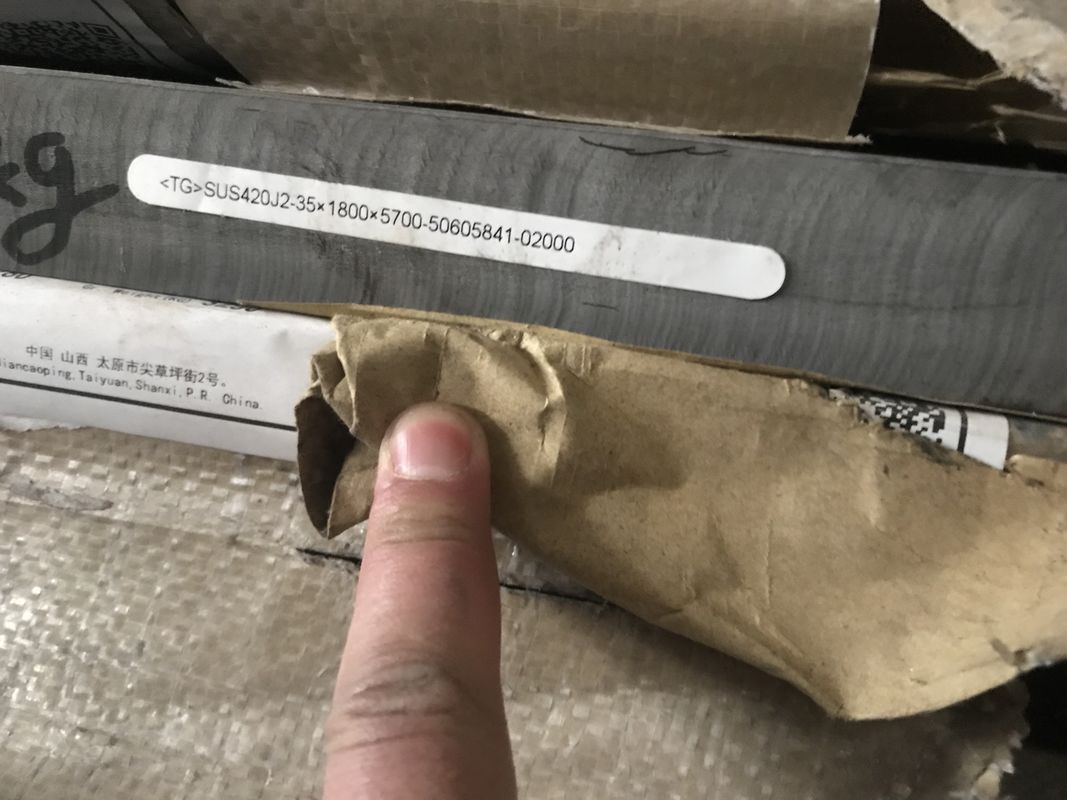 kg
<TG>SUS420J2-35×1800×5700-50605841-02000
中国 山西 太原市尖草坪街2号。
Jiancaoping,Taiyuan,Shanxi,P.R. China.